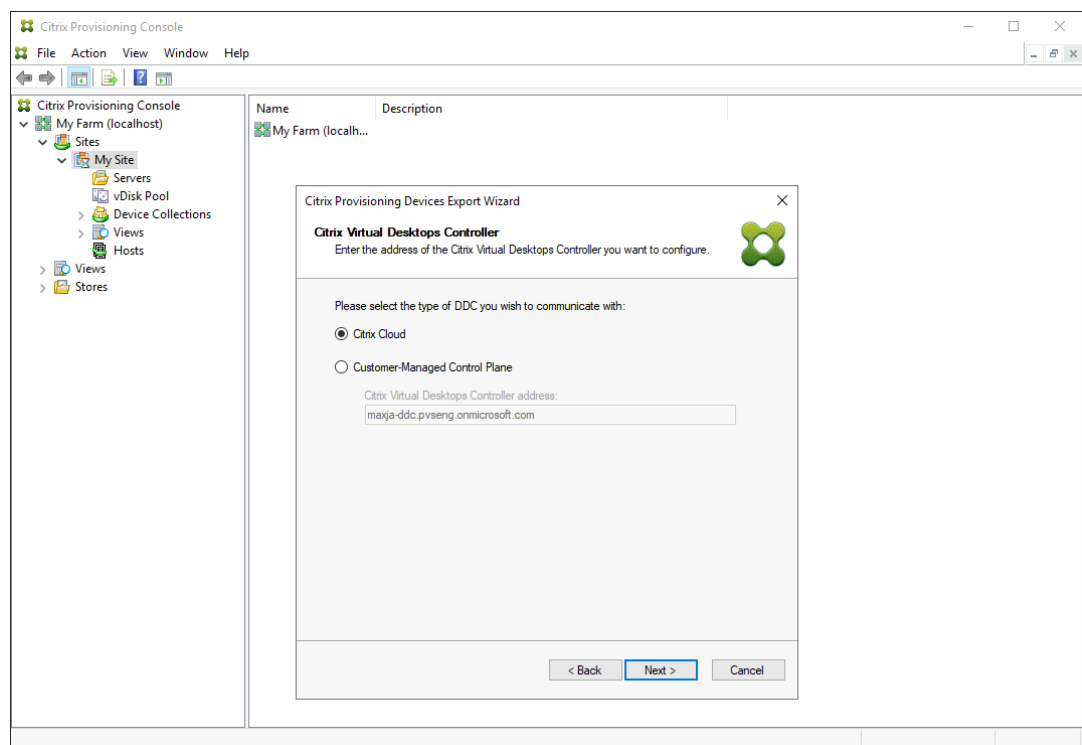 Citrix Provisioning Console
File Action View Window Help
Citrix Provisioning Console
My Farm (localhost)
Sites
My Site
Servers
vDisk Pool
Device Collections
Views
Hosts
Views
Stores
Name Description
My Farm (localh...
Citrix Provisioning Devices Export Wizard
Citrix Virtual Desktops Controller
Enter the address of the Citrix Virtual Desktops Controller you want to configure.
Please select the type of DDC you wish to communicate with:
Citrix Cloud
Customer-Managed Control Plane
Citrix Virtual Desktops Controller address:
maxja-ddc.pvseng.onmicrosoft.com
< Back Next > Cancel